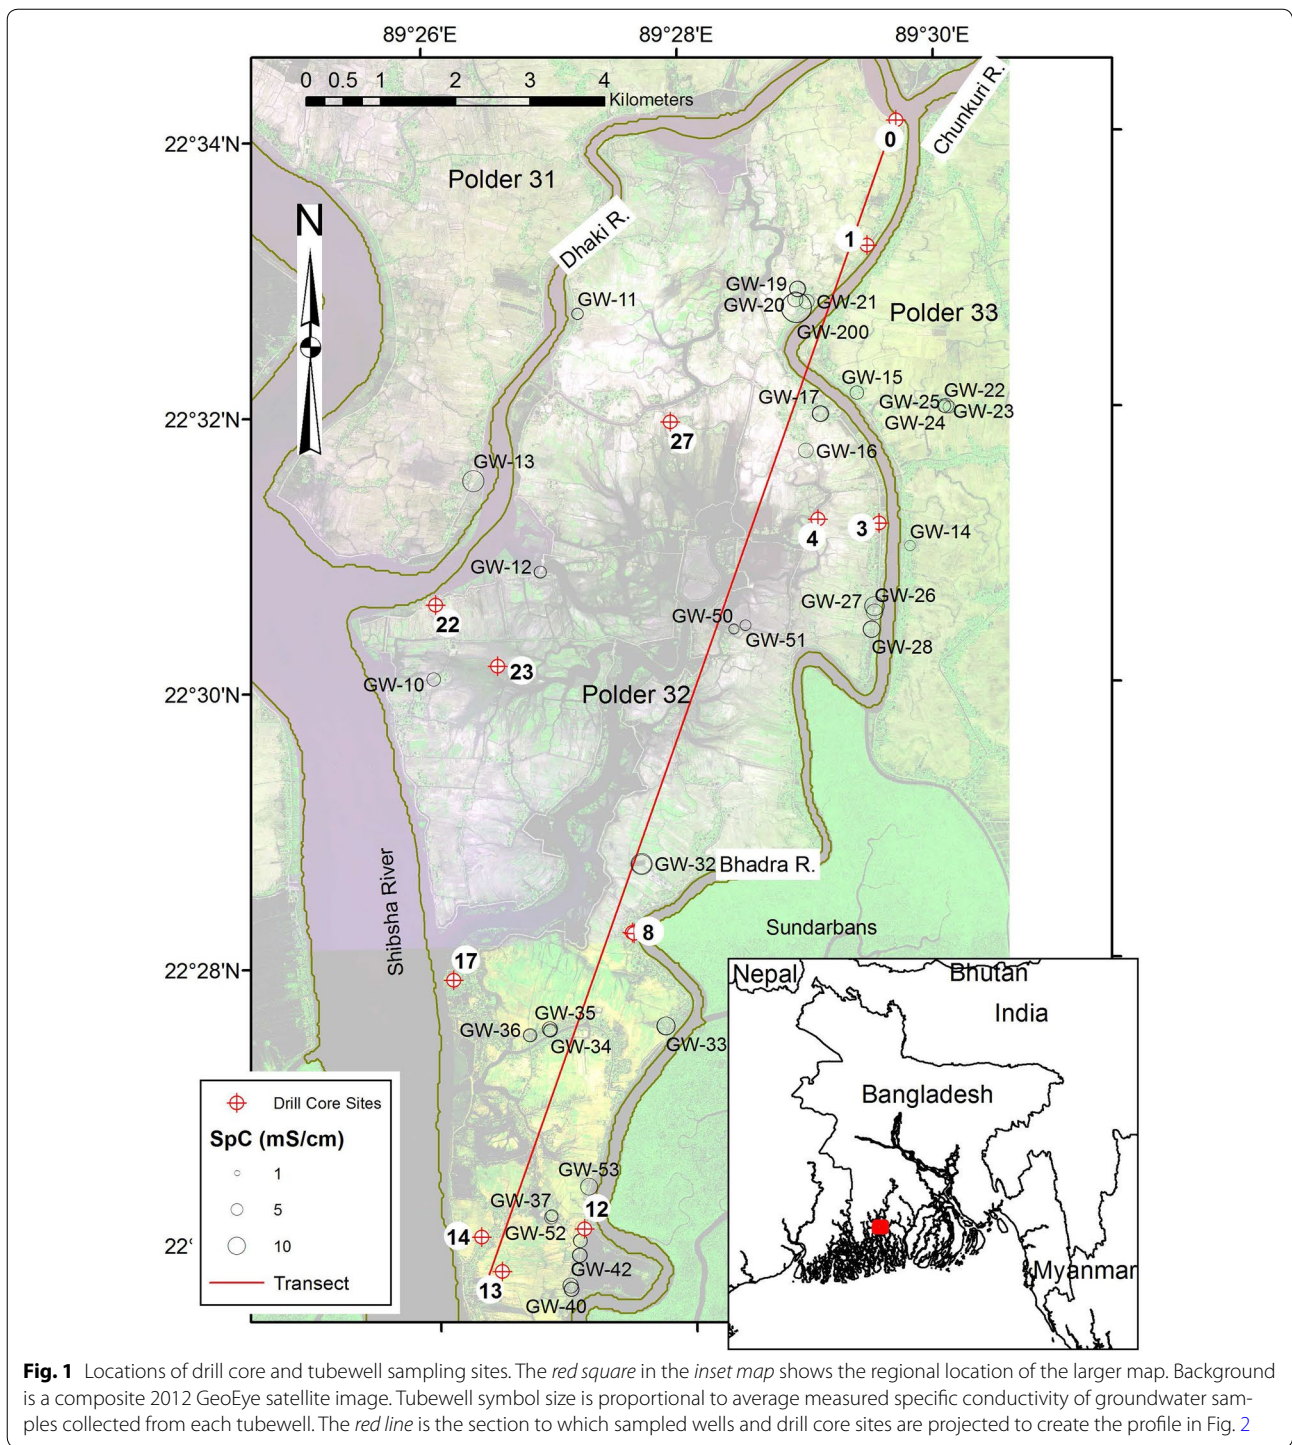 89°26'E 89°28'E 89°30'E
0 0.5 1 2 3 4
Kilometers
Chunkuri R.
0
22°34'N
Polder 31
N
Dhaki R.
1
GW-19
GW-11
GW-20 GW-21
Polder 33
GW-200
GW-15
GW-22
GW-17
GW-25
GW-23
22°32'N
GW-24
27
GW-16
GW-13
3
4
GW-14
GW-12
GW-27 GW-26
GW-50
22
GW-51
GW-28
23
GW-10
22°30'N
Polder 32
GW-32 Bhadra R.
Shibsha River
Sundarbans
8
17
22°28'N
GW-35
GW-36
GW-34
GW-33
GW-53
GW-37
12
GW-52
14
22°
GW-42
13
GW-40
Drill Core Sites
SpC (mS/cm)
1
5
10
Transect
Nepal
Bhutan
India
Bangladesh
Myanmar
Fig. 1 Locations of drill core and tubewell sampling sites. The red square in the inset map shows the regional location of the larger map. Background
is a composite 2012 GeoEye satellite image. Tubewell symbol size is proportional to average measured specific conductivity of groundwater sam-
ples collected from each tubewell. The red line is the section to which sampled wells and drill core sites are projected to create the profile in Fig. 2